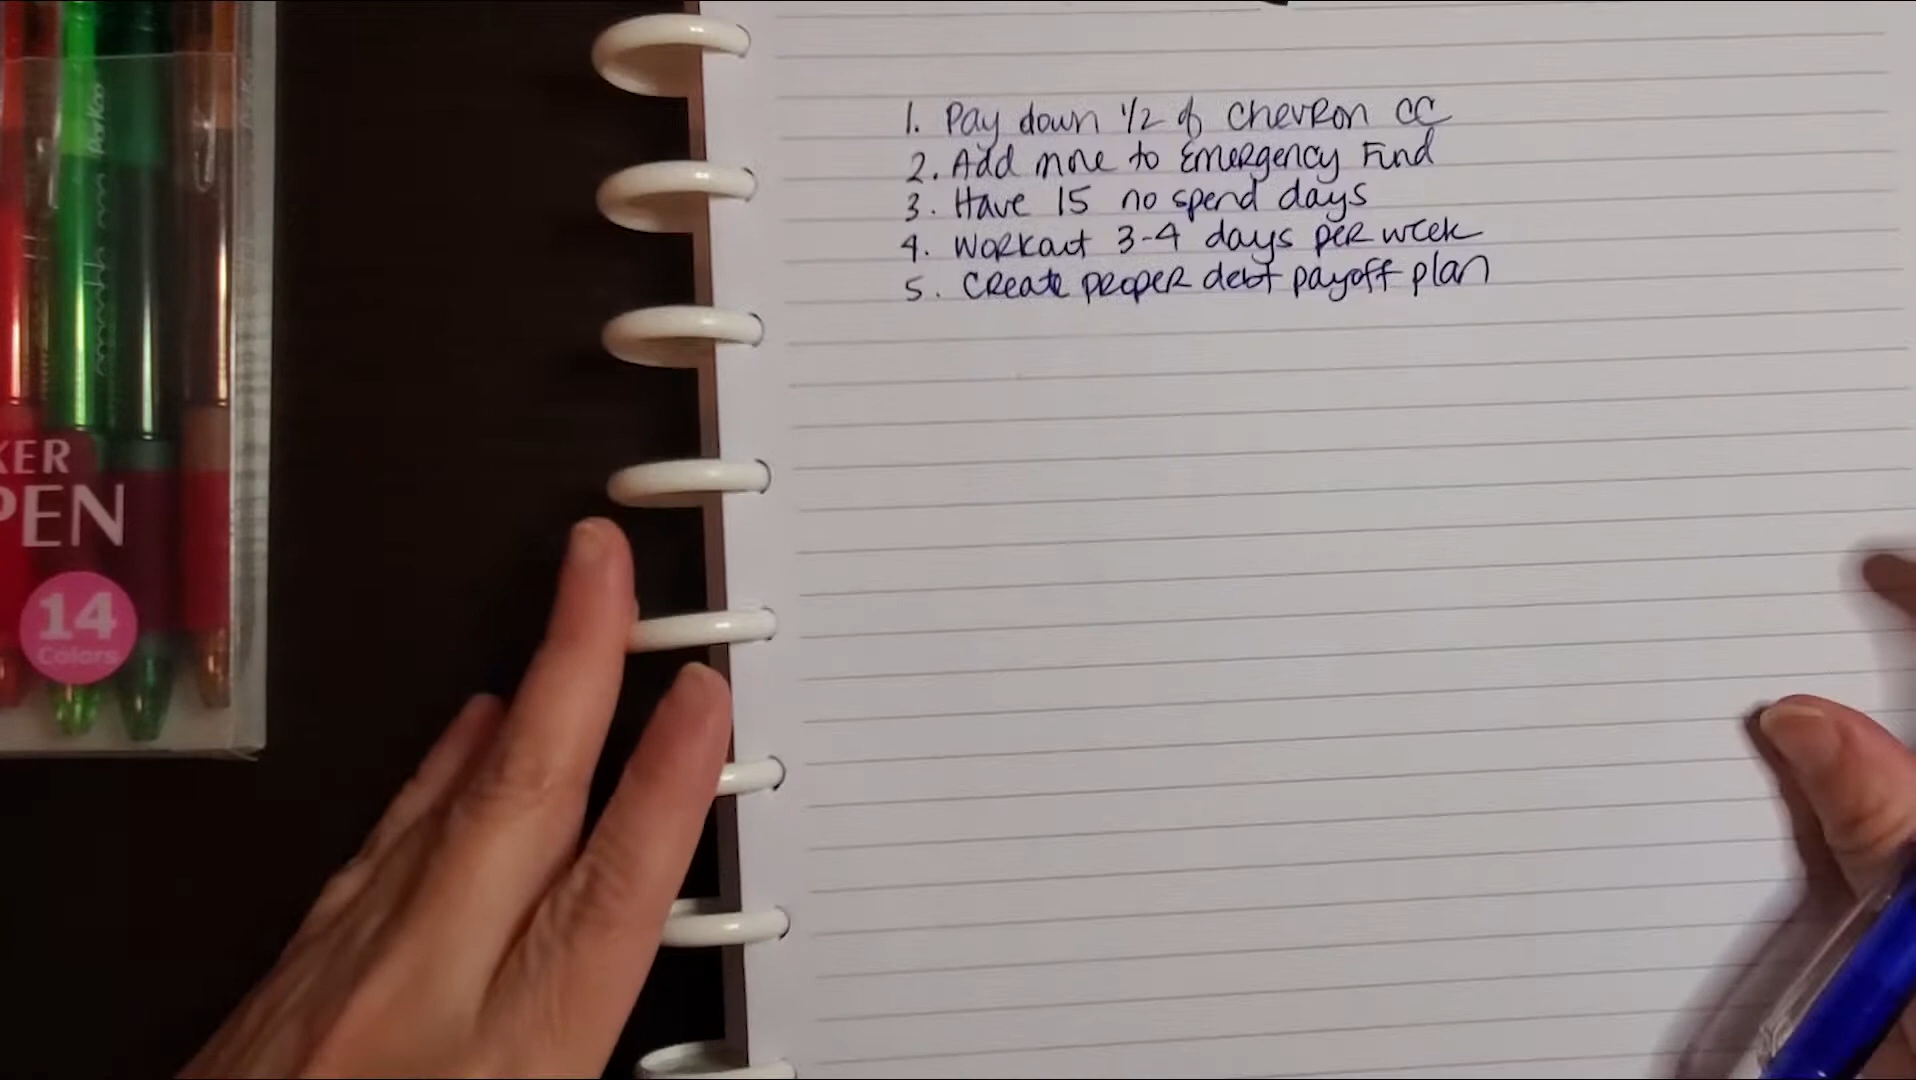 1. Pay down 1/2 of Chevron CC
2. Add more to Emergency Fund
3. Have 15 no spend days
4. Workout 3-4 days per week
5. Create proper debt payoff plan
KER
PEN
14
Colors